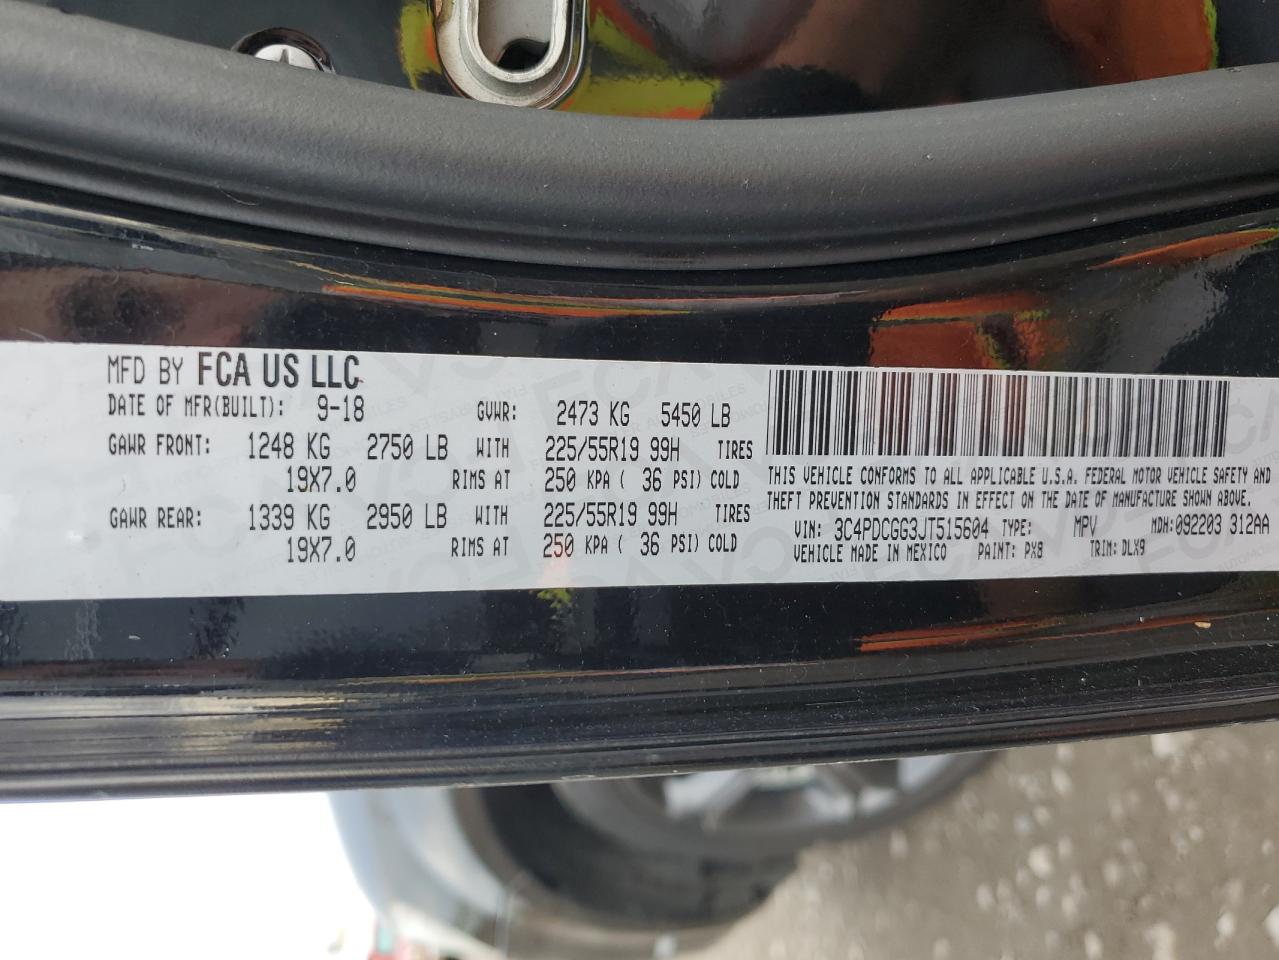 MFD BY FCA US LLC
DATE OF MFR(BUILT): 9-18 GVWR: 2473 KG 5450 LB
GAWR FRONT: 1248 KG 2750 LB WITH 225/55R19 99H TIRES
19X7.0 RIMS AT 250 KPA ( 36 PSI) COLD
GAWR REAR: 1339 KG 2950 LB WITH 225/55R19 99H TIRES
19X7.0 RIMS AT 250 KPA ( 36 PSI) COLD
THIS VEHICLE CONFORMS TO ALL APPLICABLE U.S.A. FEDERAL MOTOR VEHICLE SAFETY AND
THEFT PREVENTION STANDARDS IN EFFECT ON THE DATE OF MANUFACTURE SHOWN ABOVE.
VIN: 3C4PDCGG3JT515604 TYPE: MPV MDH:092203 312AA
VEHICLE MADE IN MEXICO PAINT: PX8 TRIM: DLX9